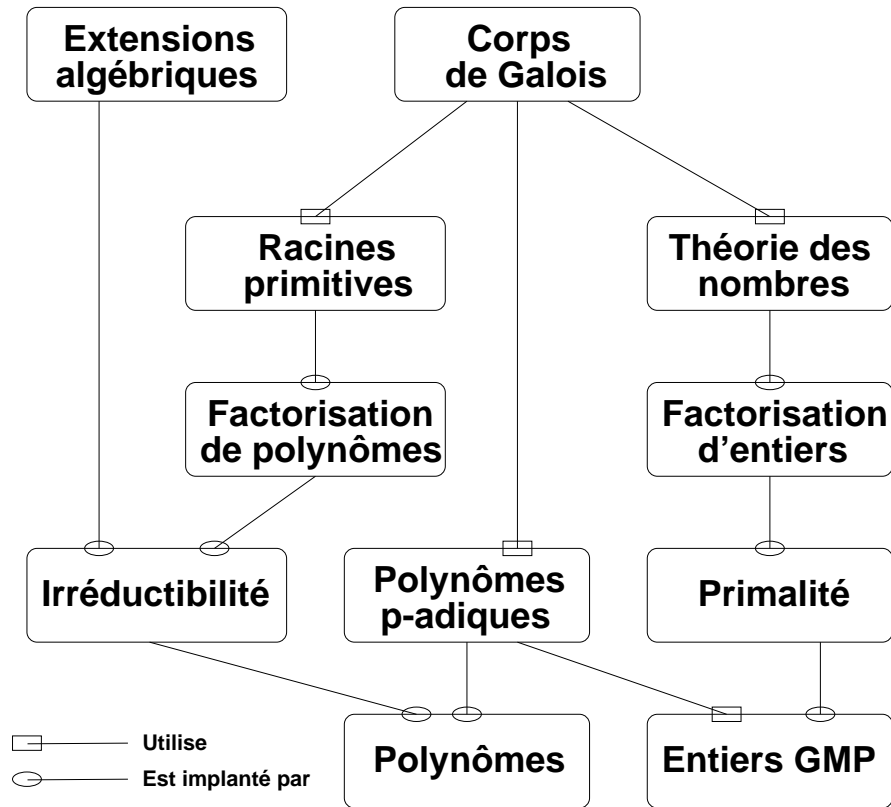 Extensions
algébriques
Corps
de Galois
Racines
primitives
Théorie des
nombres
Factorisation
de polynômes
Factorisation
d'entiers
Irréductibilité
Polynômes
p-adiques
Primalité
Polynômes
Entiers GMP
Utilise
Est implanté par